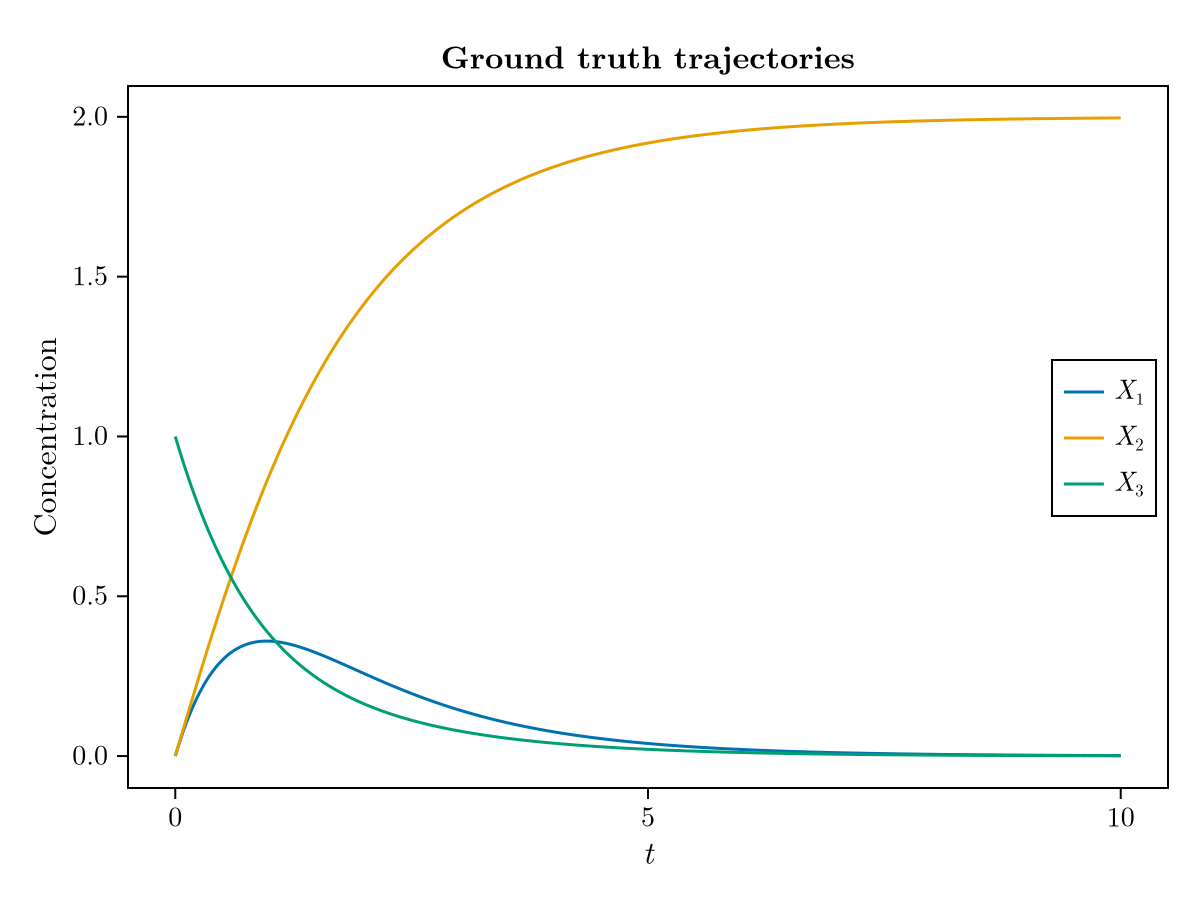 Ground truth trajectories
2.0
1.5
1.0
0.5
0.0
Concentration
X₁
X₂
X₃
0 5 10
t